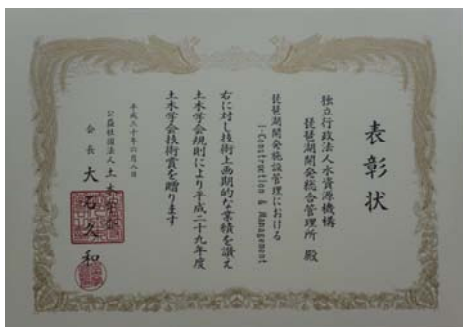 表彰状
独立行政法人水資源機構
琵琶湖開発総合管理所 殿
琵琶湖開発施設管理における
i-Construction & Management
右に対し技術上画期的な業績を讃え
土木学会規則により平成二十九年度
土木学会技術賞を贈ります
平成三十年六月八日
公益社団法人 土木学会
会長 大石久和